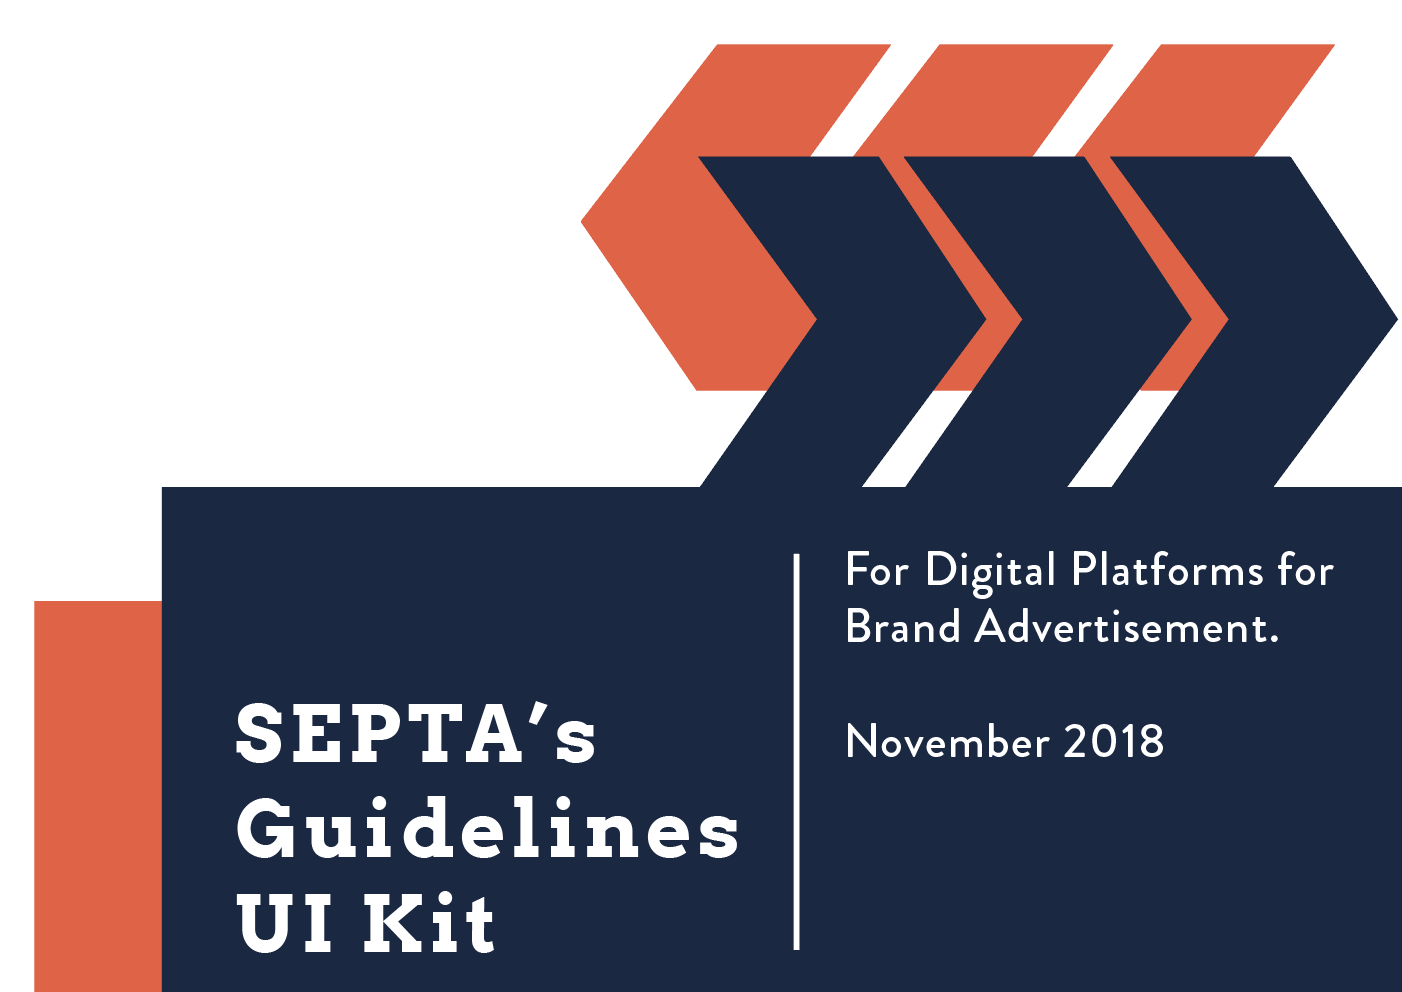 SEPTA’s
Guidelines
UI Kit
For Digital Platforms for
Brand Advertisement.
November 2018